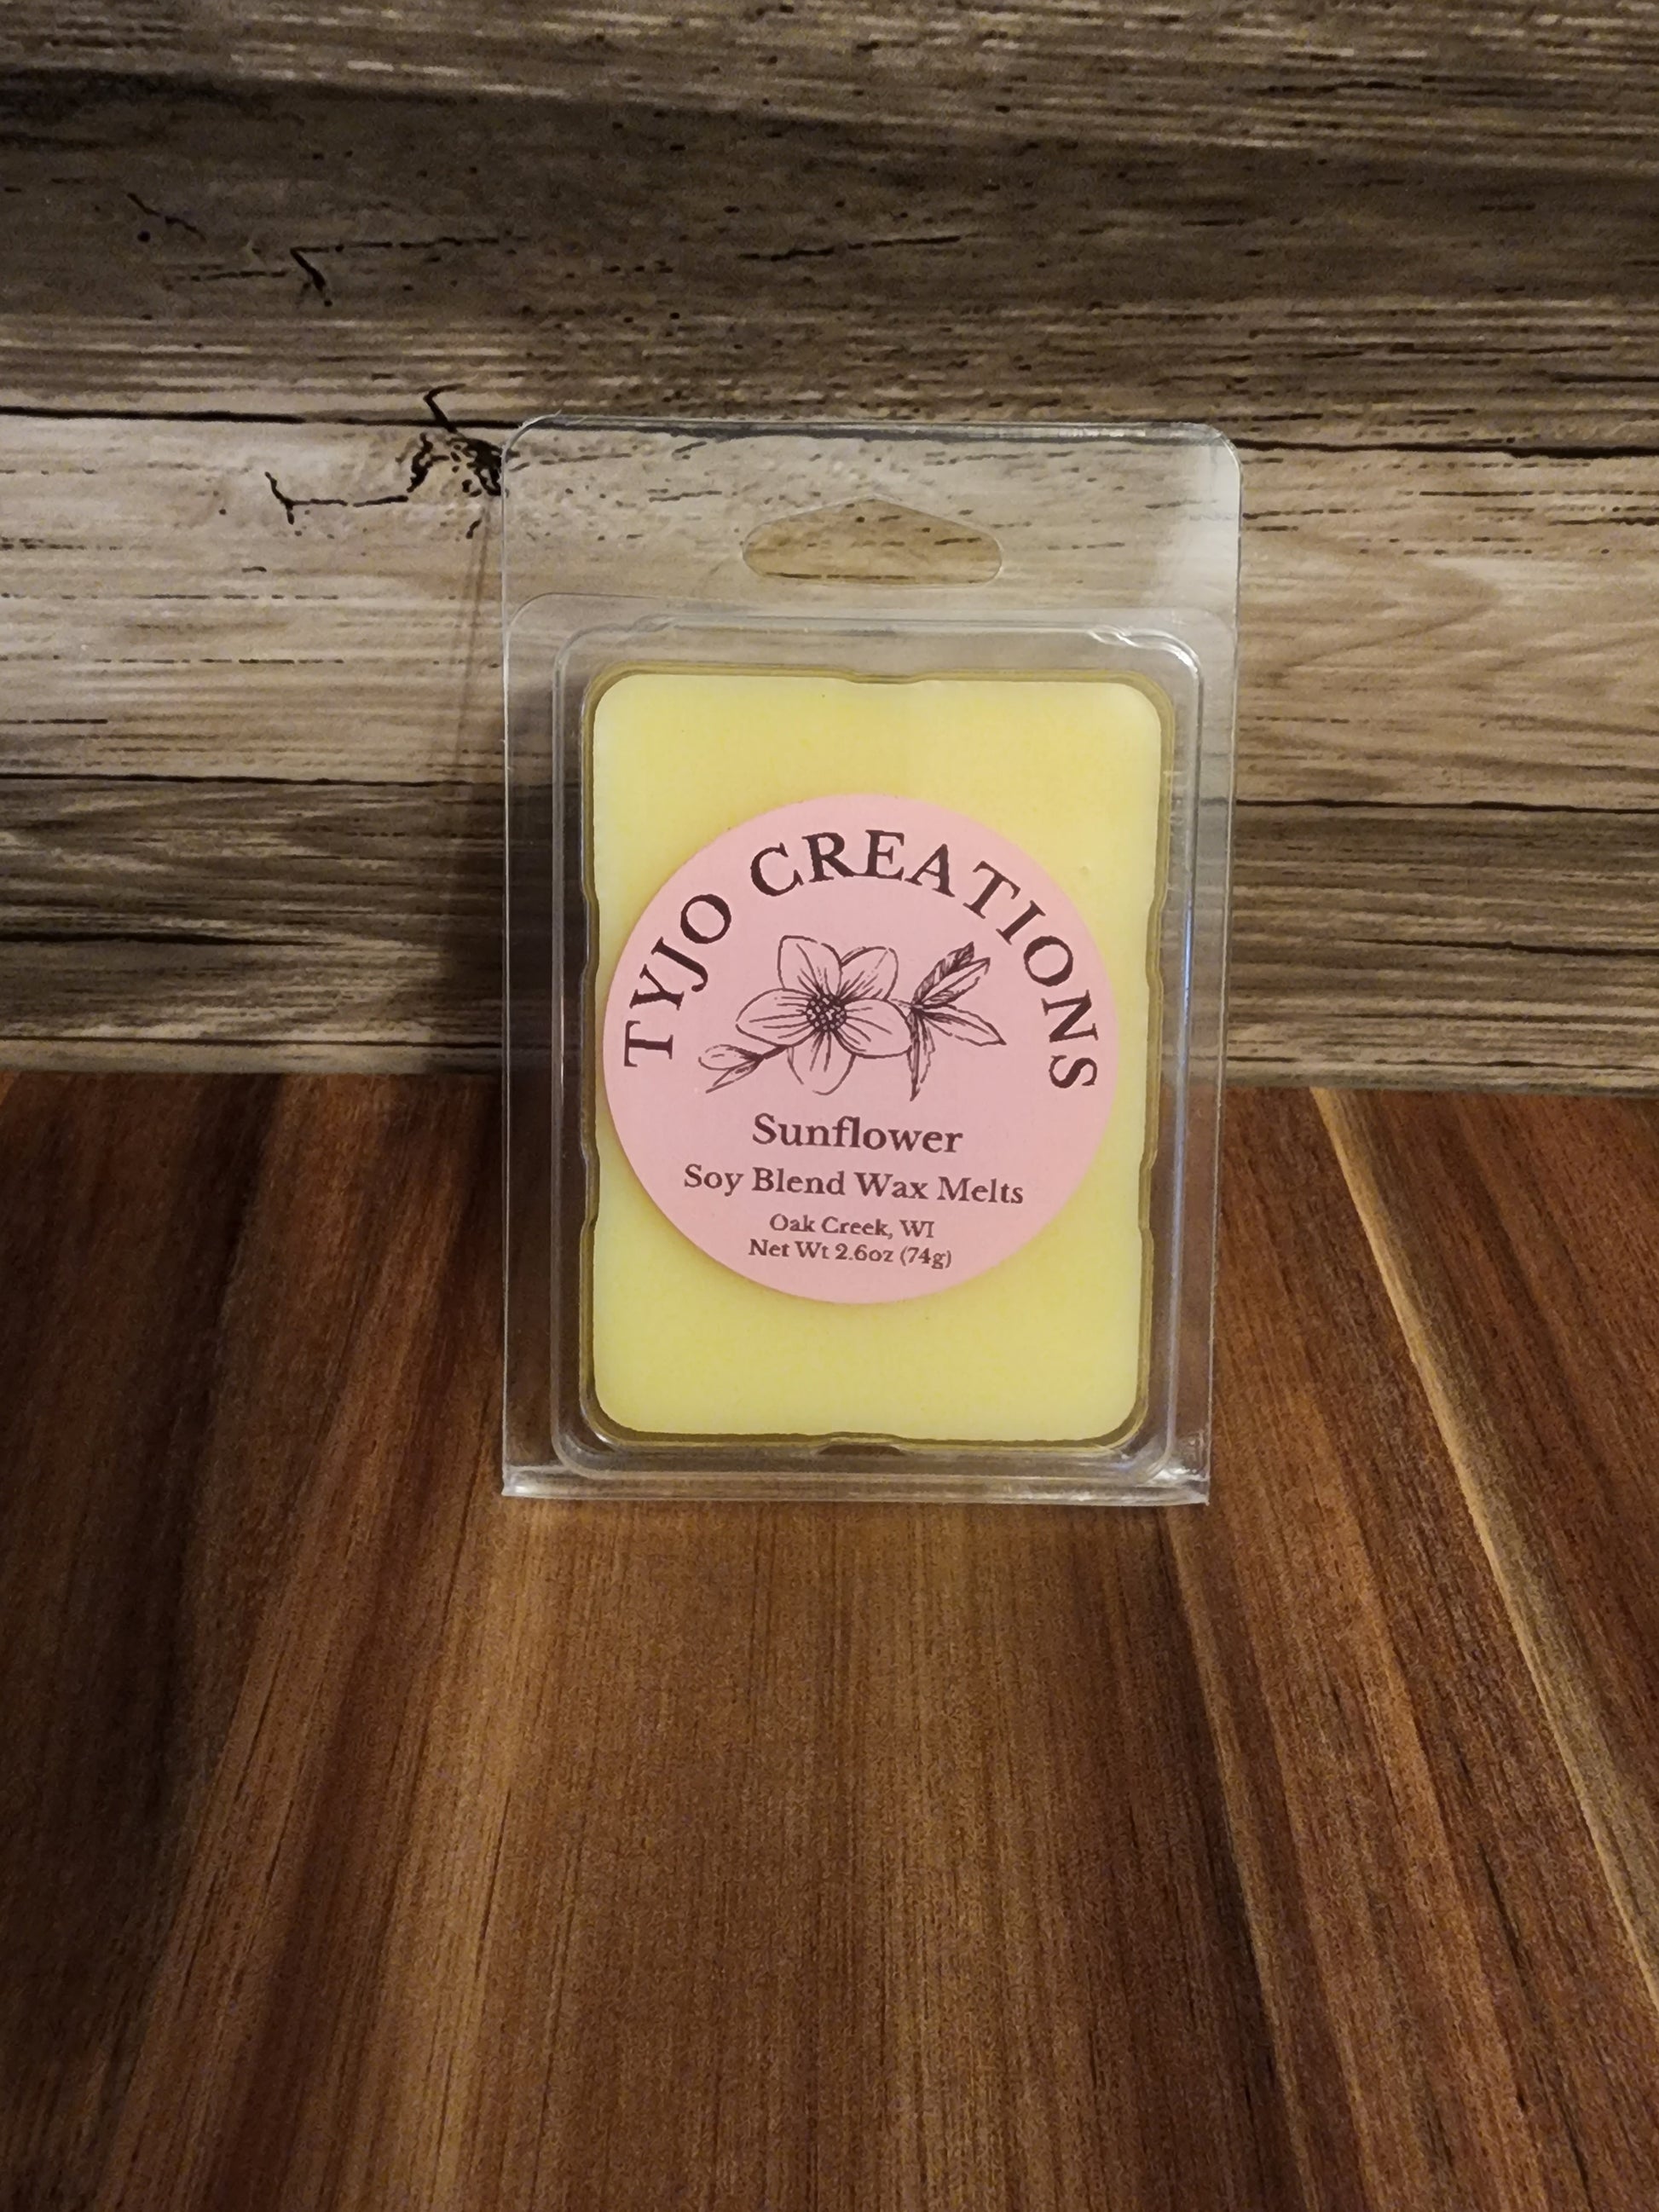 TYJO CREATIONS
Sunflower
Soy Blend Wax Melts
Oak Creek, WI
Net Wt 2.6oz (74g)